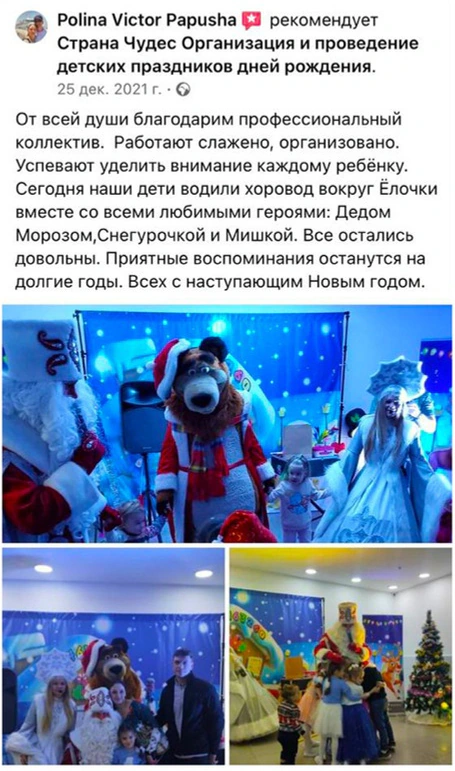 Polina Victor Papusha рекомендует
Страна Чудес Организация и проведение
детских праздников дней рождения.
25 дек. 2021 г. ·
От всей души благодарим профессиональный
коллектив. Работают слажено, организовано.
Успевают уделить внимание каждому ребёнку.
Сегодня наши дети водили хоровод вокруг Ёлочки
вместе со всеми любимыми героями: Дедом
Морозом,Снегурочкой и Мишкой. Все остались
довольны. Приятные воспоминания останутся на
долгие годы. Всех с наступающим Новым годом.